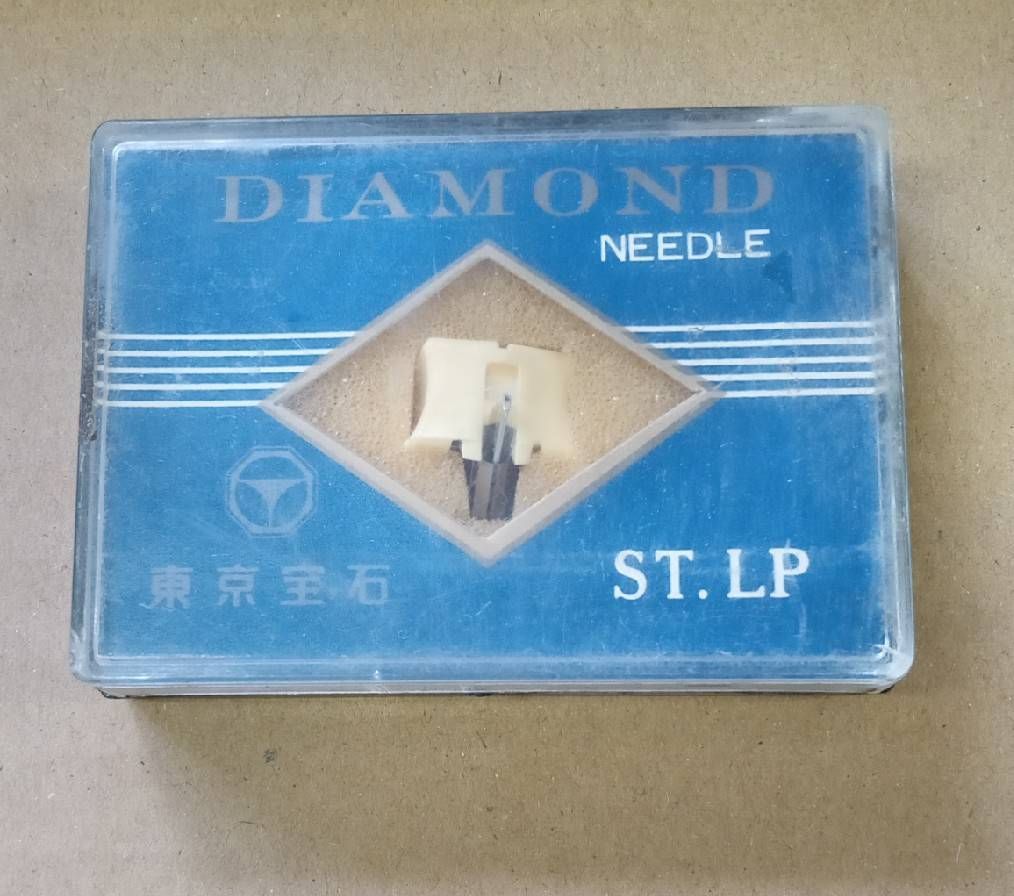 DIAMOND
NEEDLE
東京宝石
ST. LP